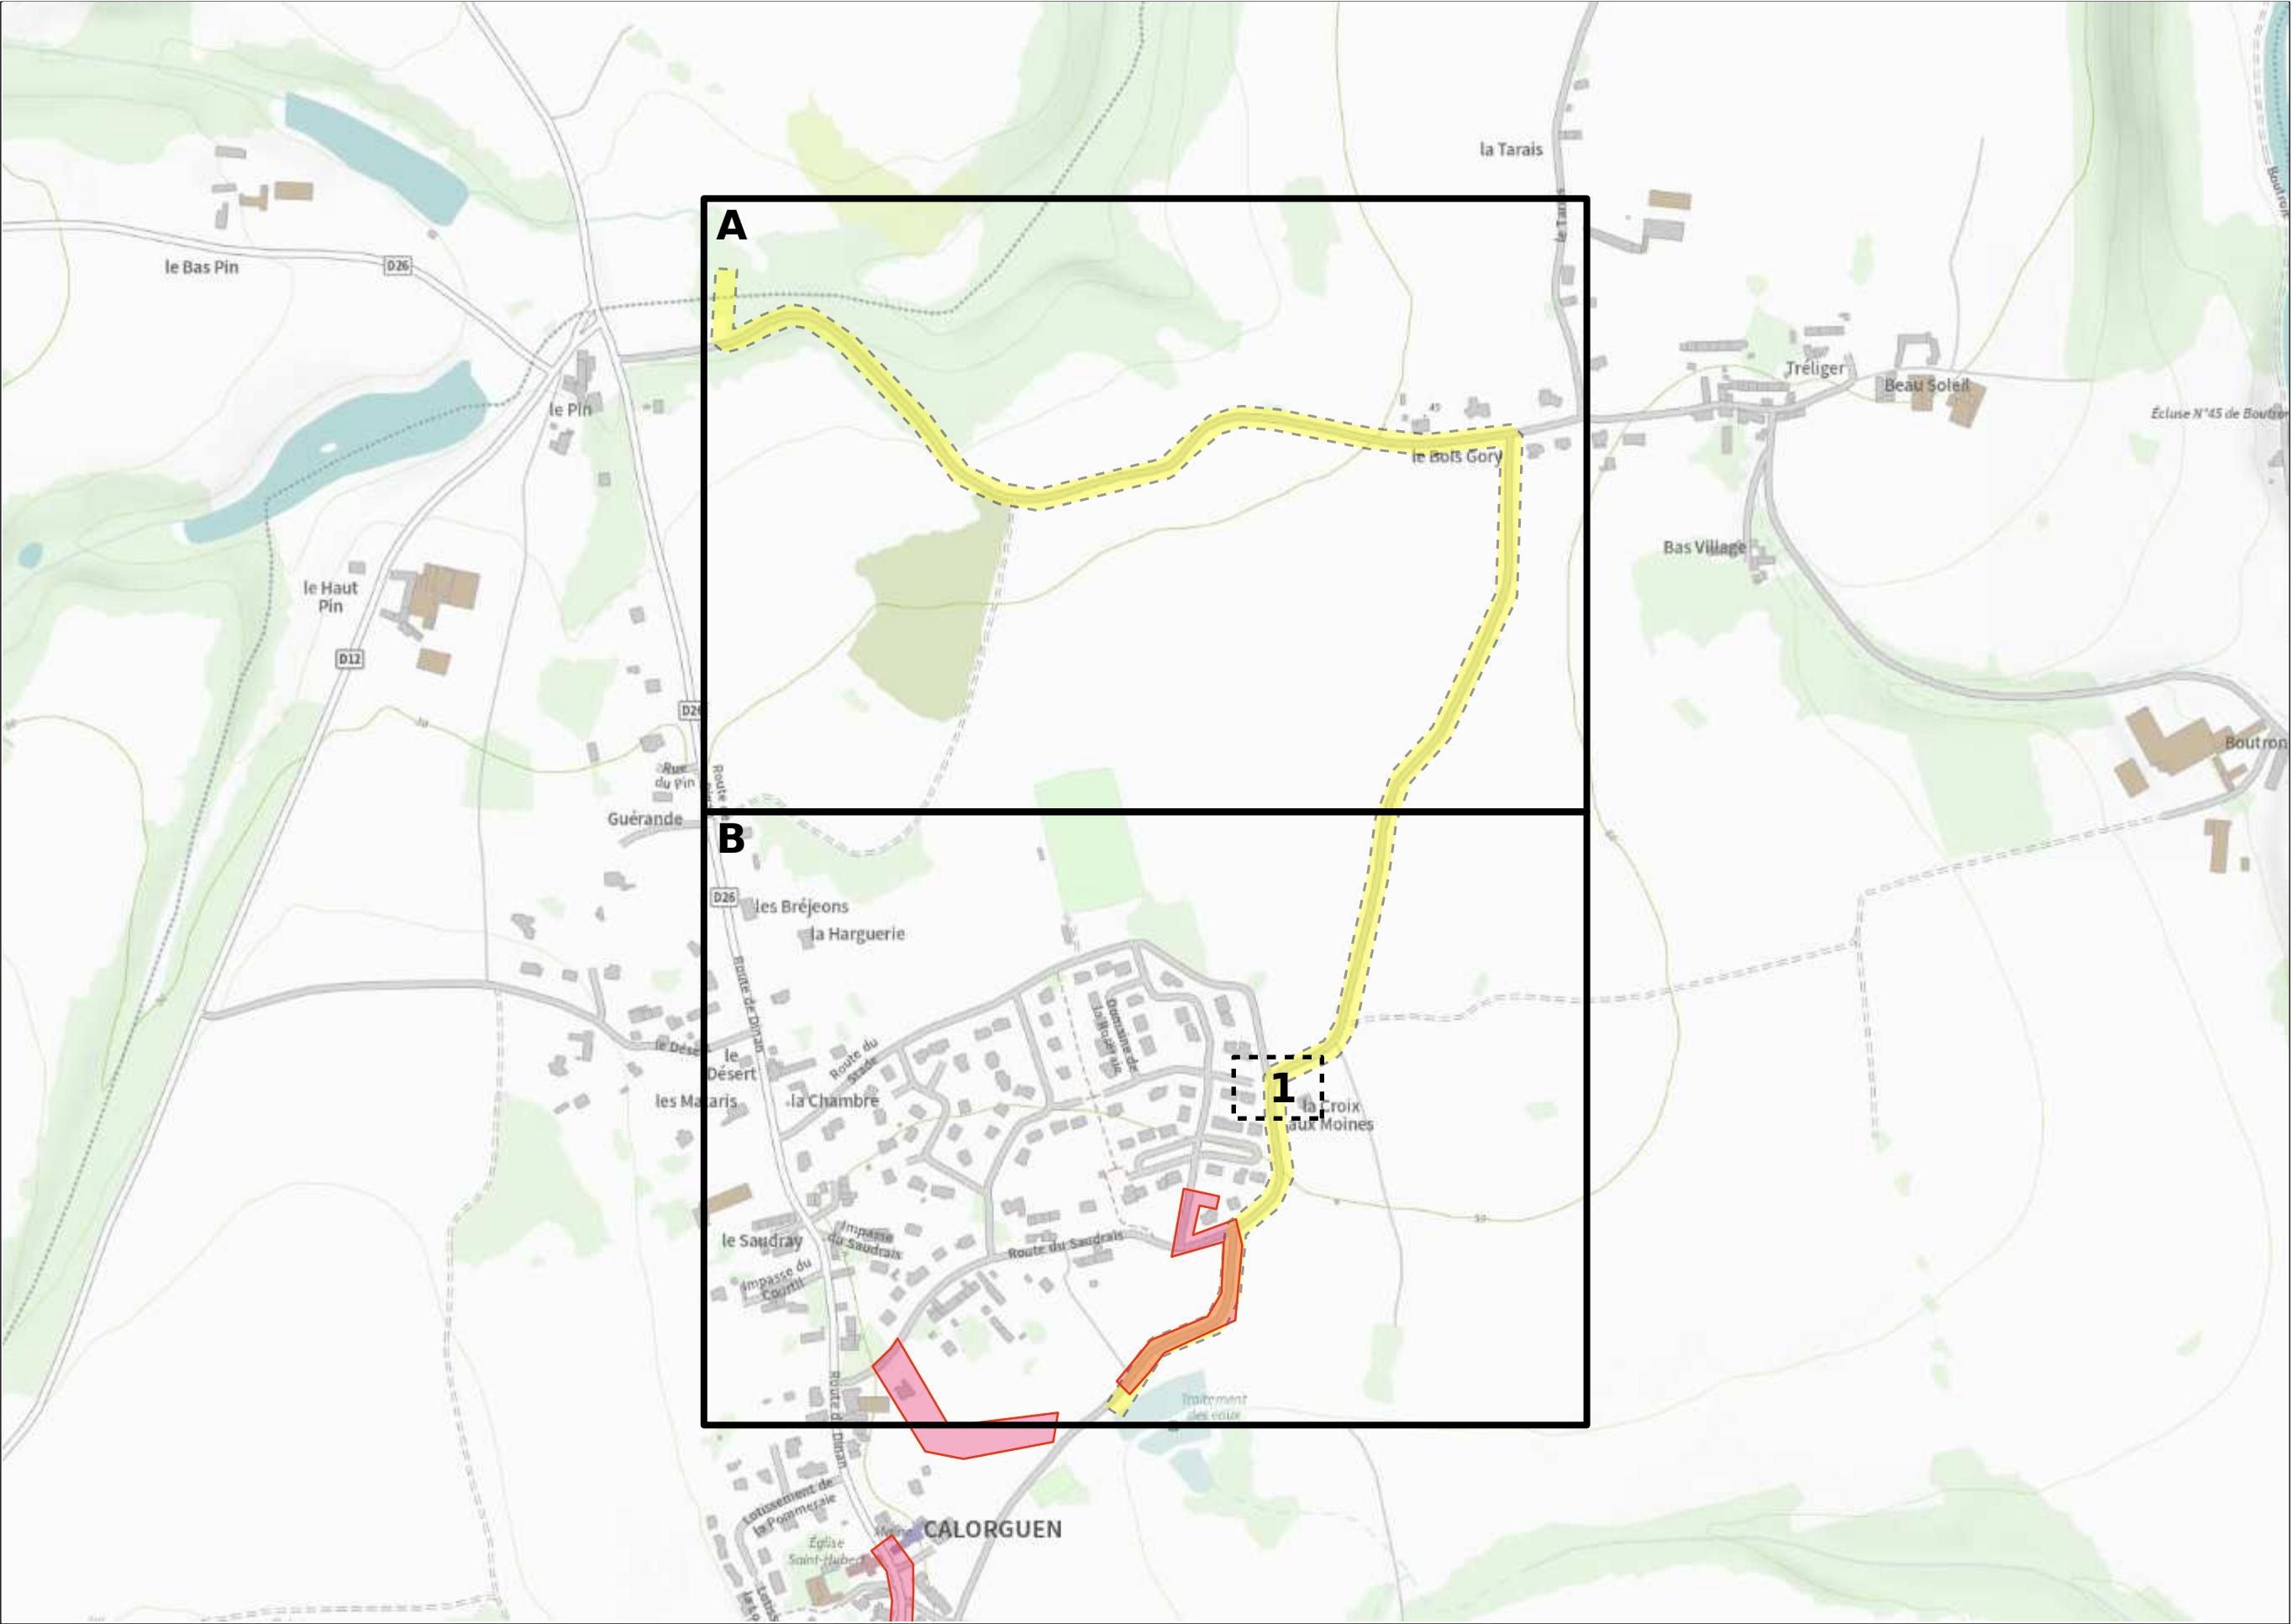 la Tarais
le Tarais
A
le Bas Pin
D26
Tréliger
Beau Soleil
le Pin
45
Écluse N°45 de Boutron
le Bois Gory
Bas Village
le Haut
Pin
D12
D26
Boutron
Rue
du Pin
Guérande
B
D26
les Bréjeons
la Harguerie
Route de Dinan
Domaine de
la Roseraie
Route du
Stade
le Désert
le
Désert
les Mataris
la Chambre
1
la Croix
aux Moines
Impasse
du Saudrais
le Saudray
Route du Saudrais
Impasse du
Courtil
Route de Dinan
Traitement
des eaux
Lotissement de
la Pommeraie
Mairie
CALORGUEN
Église
Saint-Hubert